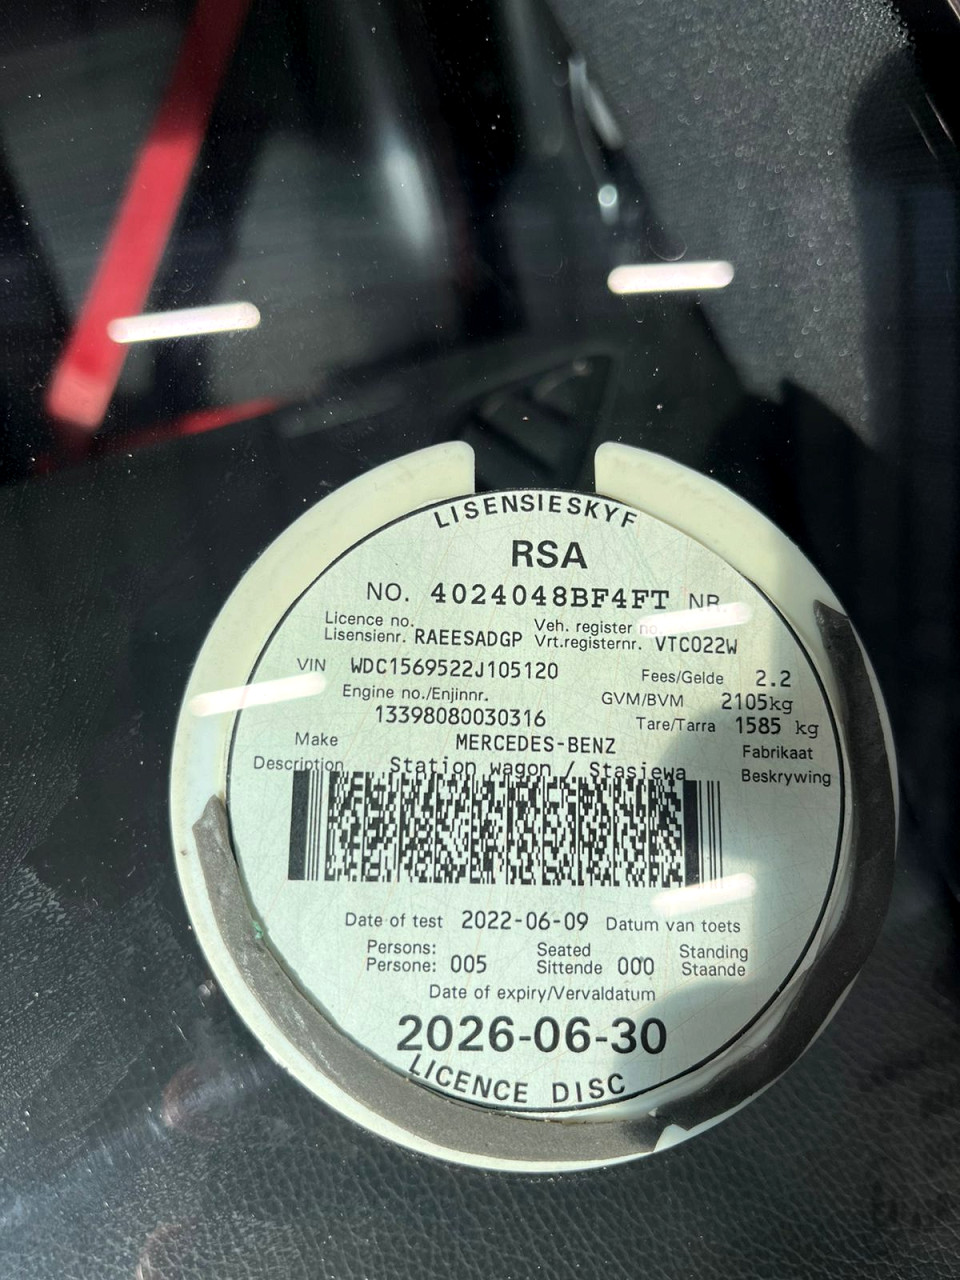 LISENSIESKYF
RSA
NO. 4024048BF4FT NR.
Licence no. Veh. register no.
Lisensienr. RAEESADGP Vrt.registernr. VTC022W
VIN WDC1569522J105120 Fees/Gelde 2.2
Engine no./Enjinnr. GVM/BVM 2105kg
13398080030316 Tare/Tarra 1585 kg
Make MERCEDES-BENZ Fabrikaat
Description Station wagon / Stasiewa Beskrywing
Date of test 2022-06-09 Datum van toets
Persons: Seated Standing
Persone: 005 Sittende 000 Staande
Date of expiry/Vervaldatum
2026-06-30
LICENCE DISC